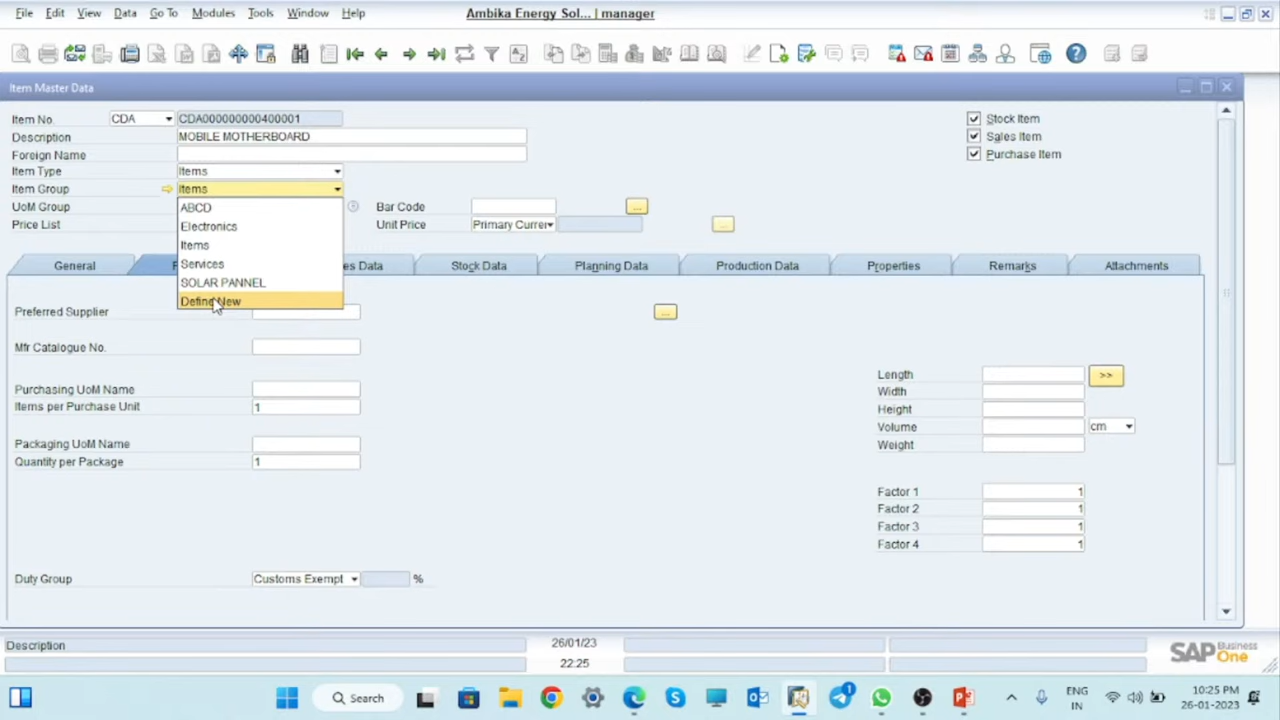 File Edit View Data Go To Modules Tools Window Help Ambika Energy Sol... | manager
Item Master Data
Item No. CDA CDA000000000400001 Stock Item
Description MOBILE MOTHERBOARD Sales Item
Foreign Name Purchase Item
Item Type Items
Item Group Items
UoM Group Bar Code ...
Price List Unit Price Primary Curren ...
ABCD
Electronics
Items
Services
SOLAR PANNEL
Define New
General es Data Stock Data Planning Data Production Data Properties Remarks Attachments
Preferred Supplier ...
Mfr Catalogue No.
Length >>
Purchasing UoM Name Width
Items per Purchase Unit 1 Height
Volume cm
Packaging UoM Name Weight
Quantity per Package 1
Factor 1 1
Factor 2 1
Factor 3 1
Factor 4 1
Duty Group Customs Exempt %
Description 26/01/23
22:25
SAP Business One
Search 1 ENG IN 10:25 PM 26-01-2023